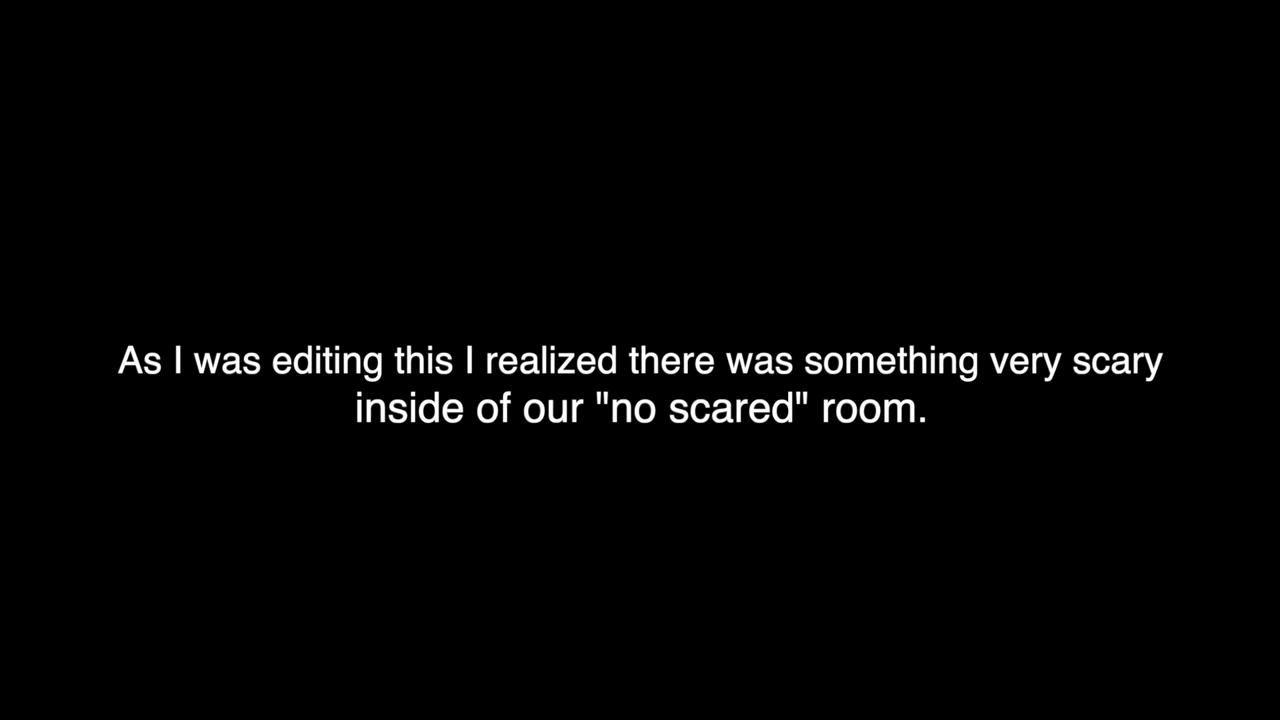 As I was editing this I realized there was something very scary
inside of our "no scared" room.